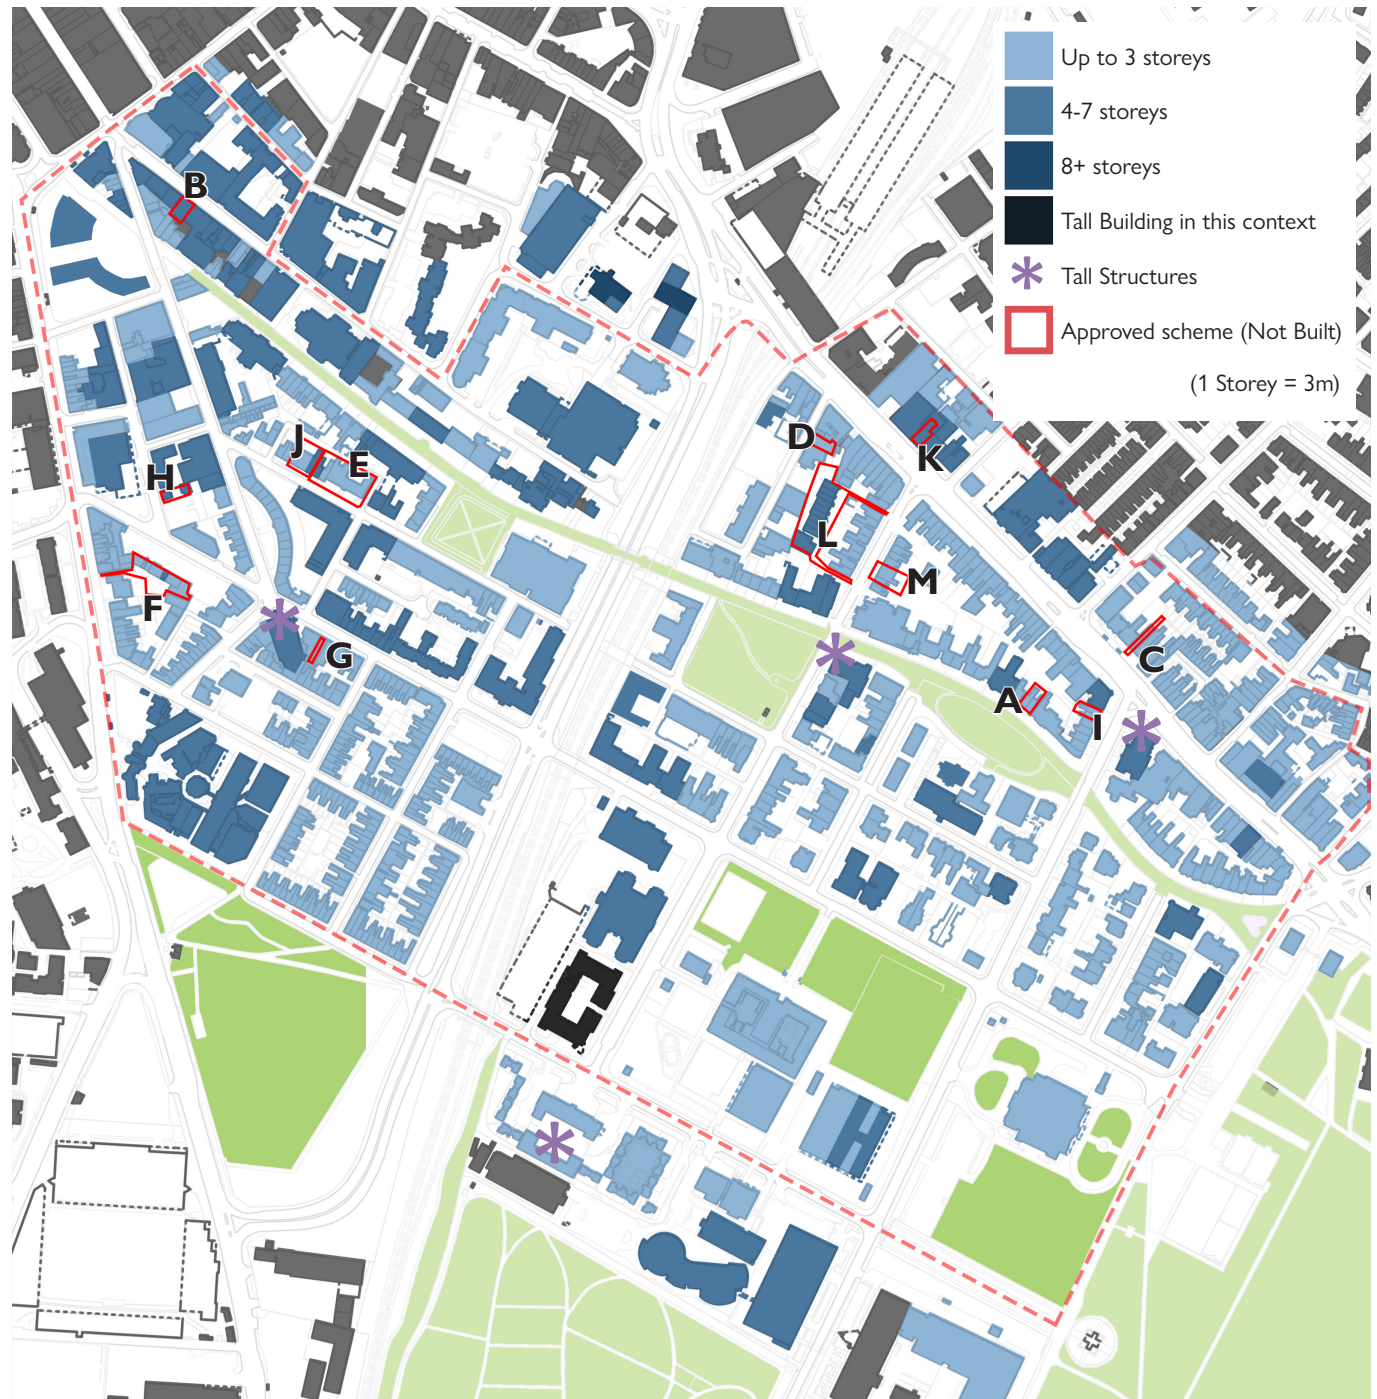 Up to 3 storeys
4-7 storeys
8+ storeys
Tall Building in this context
Tall Structures
Approved scheme (Not Built)
(1 Storey = 3m)
B
D
K
J
E
H
L
M
F
G
C
A
I